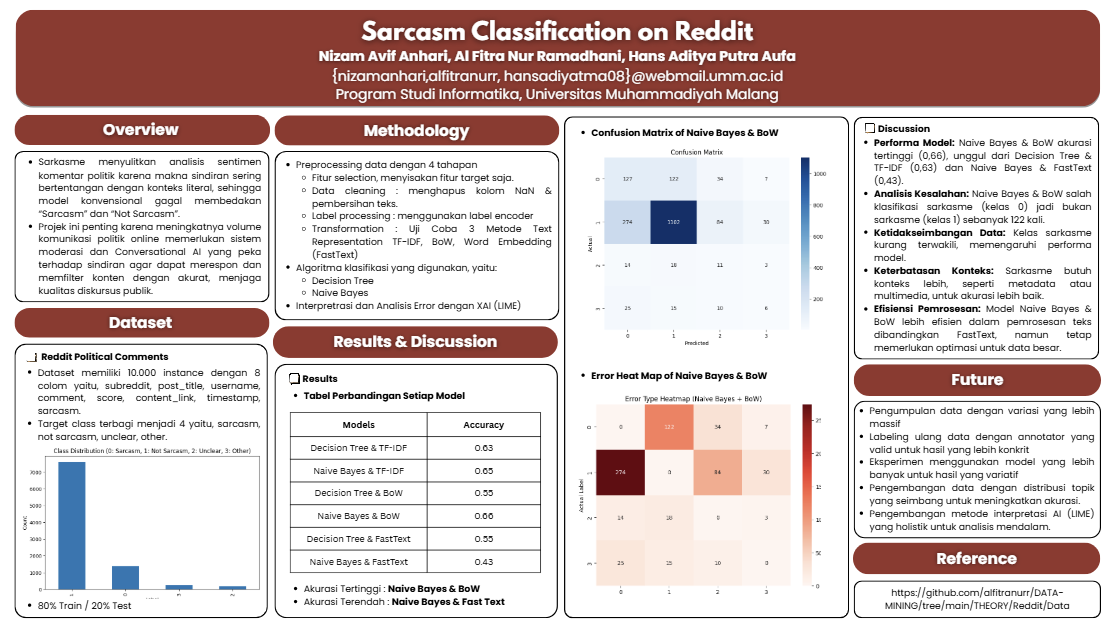 Sarcasm Classification on Reddit
Nizam Avif Anhari, Al Fitra Nur Ramadhani, Hans Aditya Putra Aufa
{nizamanhari,alfitranurr, hansadiyatma08}@webmail.umm.ac.id
Program Studi Informatika, Universitas Muhammadiyah Malang
Overview
• Sarkasme menyulitkan analisis sentimen
komentar politik karena makna sindiran sering
bertentangan dengan konteks literal, sehingga
model konvensional gagal membedakan
“Sarcasm” dan “Not Sarcasm”.
• Projek ini penting karena meningkatnya volume
komunikasi politik online memerlukan sistem
moderasi dan Conversational AI yang peka
terhadap sindiran agar dapat merespon dan
memfilter konten dengan akurat, menjaga
kualitas diskursus publik.
Dataset
Reddit Political Comments
• Dataset memiliki 10.000 instance dengan 8
colom yaitu, subreddit, post_title, username,
comment, score, content_link, timestamp,
sarcasm.
• Target class terbagi menjadi 4 yaitu, sarcasm,
not sarcasm, unclear, other.
Class Distribution (0: Sarcasm, 1: Not Sarcasm, 2: Unclear, 3: Other)
7000
6000
5000
4000
3000
2000
1000
0
Count
1 0 3 2
• 80% Train / 20% Test
Methodology
• Preprocessing data dengan 4 tahapan
○ Fitur selection, menyisakan fitur target saja.
○ Data cleaning : menghapus kolom NaN &
pembersihan teks.
○ Label processing : menggunakan label encoder
○ Transformation : Uji Coba 3 Metode Text
Representation TF-IDF, BoW, Word Embedding
(FastText)
• Algoritma klasifikasi yang digunakan, yaitu:
○ Decision Tree
○ Naive Bayes
• Interpretrasi dan Analisis Error dengan XAI (LIME)
Results & Discussion
Results
• Tabel Perbandingan Setiap Model
Models Accuracy
Decision Tree & TF-IDF 0.63
Naive Bayes & TF-IDF 0.65
Decision Tree & BoW 0.55
Naive Bayes & BoW 0.66
Decision Tree & FastText 0.55
Naive Bayes & FastText 0.43
• Akurasi Tertinggi : Naive Bayes & BoW
• Akurasi Terendah : Naive Bayes & Fast Text
• Confusion Matrix of Naive Bayes & BoW
Confusion Matrix
0 127 122 34 7
1 274 1102 84 30
2 14 18 11 3
3 25 15 10 6
0 1 2 3
Actual
Predicted
1000
800
600
400
200
• Error Heat Map of Naive Bayes & BoW
Error Type Heatmap (Naive Bayes + BoW)
0 0 122 34 7
1 274 0 84 30
2 14 18 0 3
3 25 15 10 0
0 1 2 3
Actual Label
Discussion
• Performa Model: Naive Bayes & BoW akurasi
tertinggi (0,66), unggul dari Decision Tree &
TF-IDF (0,63) dan Naive Bayes & FastText
(0,43).
• Analisis Kesalahan: Naive Bayes & BoW salah
klasifikasi sarkasme (kelas 0) jadi bukan
sarkasme (kelas 1) sebanyak 122 kali.
• Ketidakseimbangan Data: Kelas sarkasme
kurang terwakili, memengaruhi performa
model.
• Keterbatasan Konteks: Sarkasme butuh
konteks lebih, seperti metadata atau
multimedia, untuk akurasi lebih baik.
• Efisiensi Pemrosesan: Model Naive Bayes &
BoW lebih efisien dalam pemrosesan teks
dibandingkan FastText, namun tetap
memerlukan optimasi untuk data besar.
Future
• Pengumpulan data dengan variasi yang lebih
massif
• Labeling ulang data dengan annotator yang
valid untuk hasil yang lebih konkrit
• Eksperimen menggunakan model yang lebih
banyak untuk hasil yang variatif
• Pengembangan data dengan distribusi topik
yang seimbang untuk meningkatkan akurasi.
• Pengembangan metode interpretasi AI (LIME)
yang holistik untuk analisis mendalam.
Reference
https://github.com/alfitranurr/DATA-
MINING/tree/main/THEORY/Reddit/Data